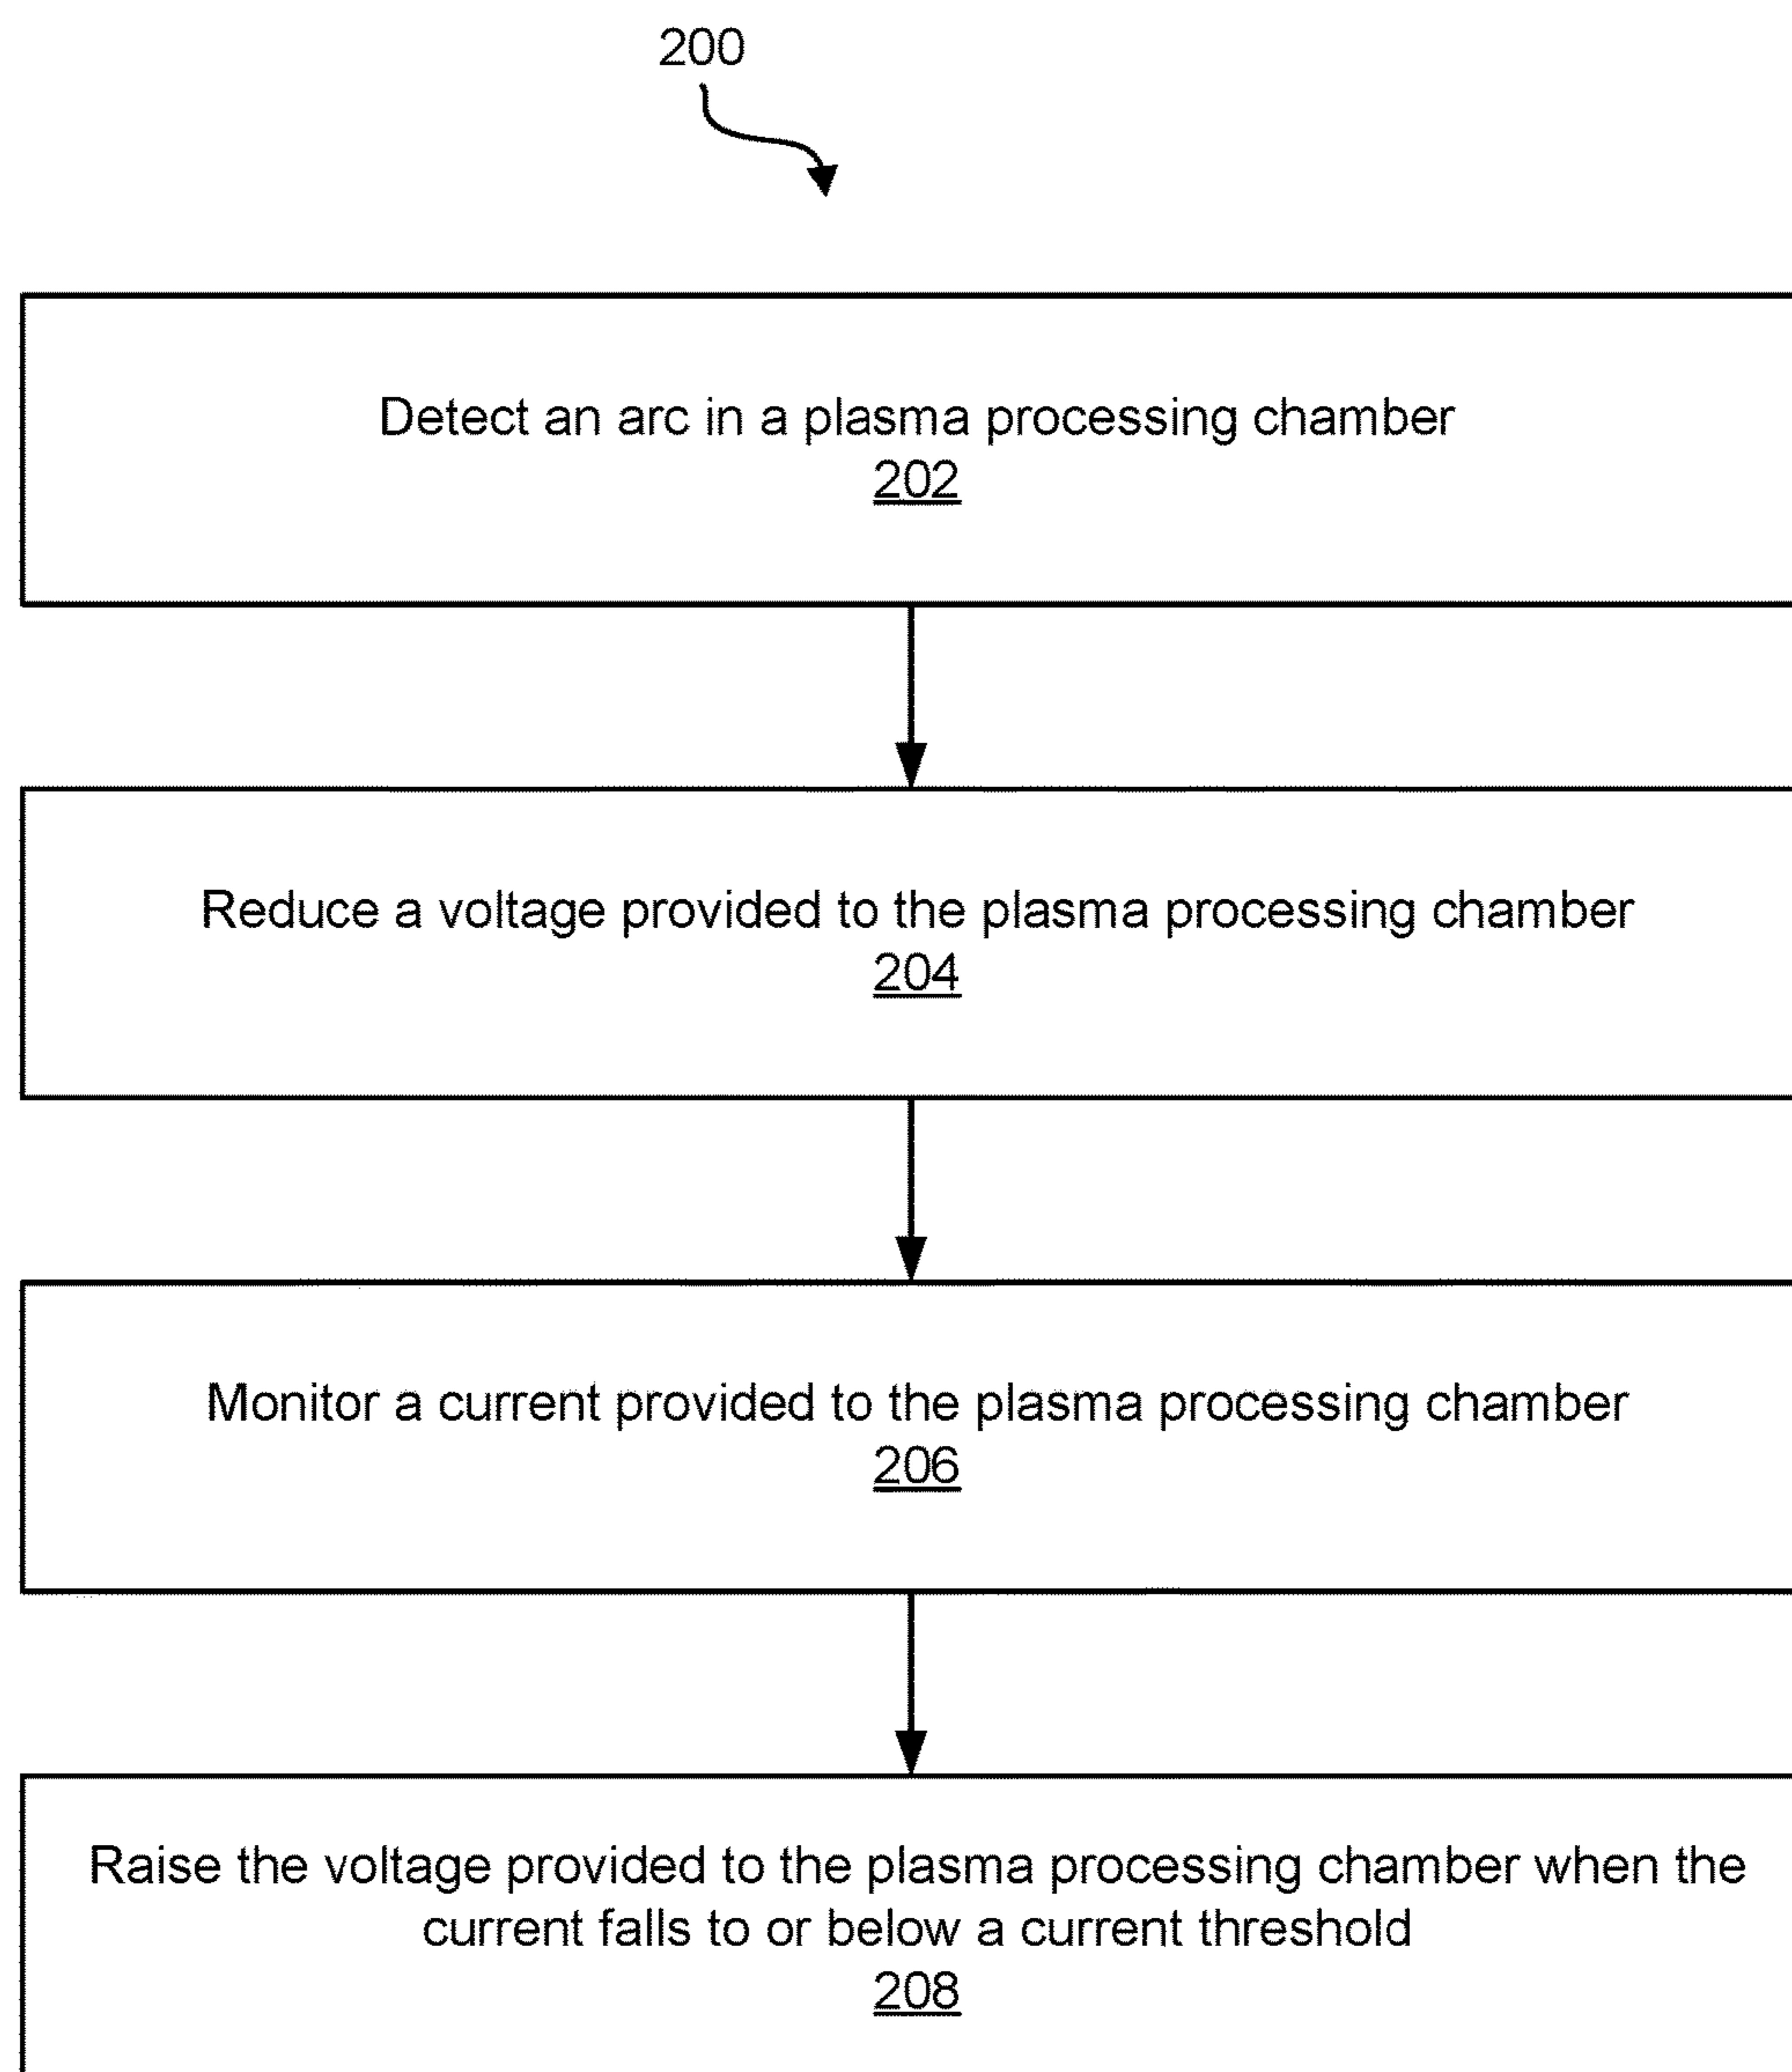 200
Detect an arc in a plasma processing chamber
202
Reduce a voltage provided to the plasma processing chamber
204
Monitor a current provided to the plasma processing chamber
206
Raise the voltage provided to the plasma processing chamber when the
current falls to or below a current threshold
208